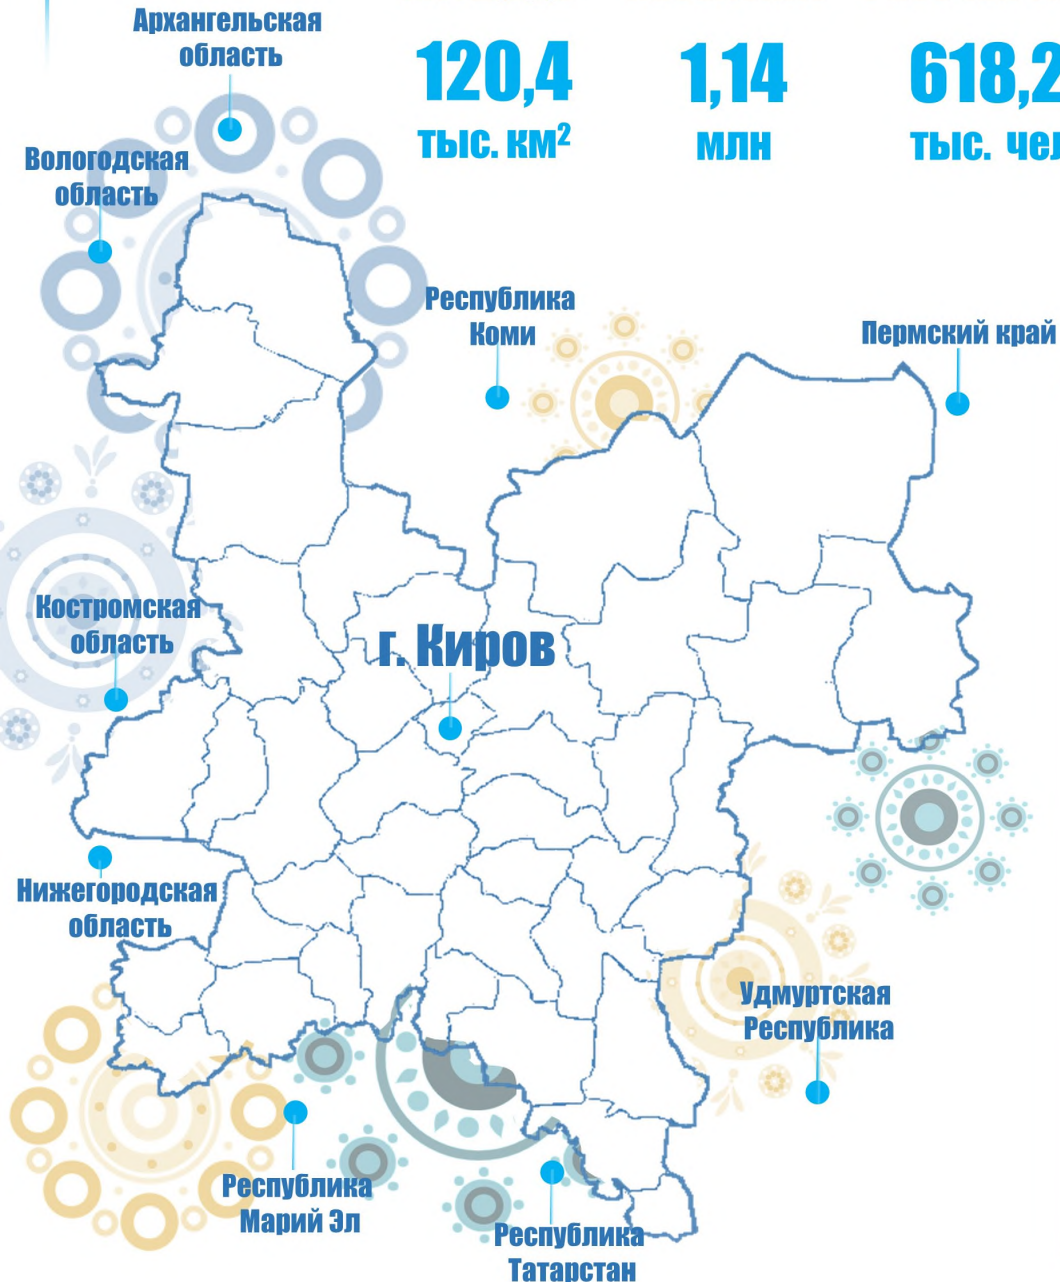 Архангельская
область
120,4
тыс. км²
1,14
млн
618,2
тыс. чел
Вологодская
область
Республика
Коми
Пермский край
Костромская
область
г. Киров
Нижегородская
область
Удмуртская
Республика
Республика
Марий Эл
Республика
Татарстан